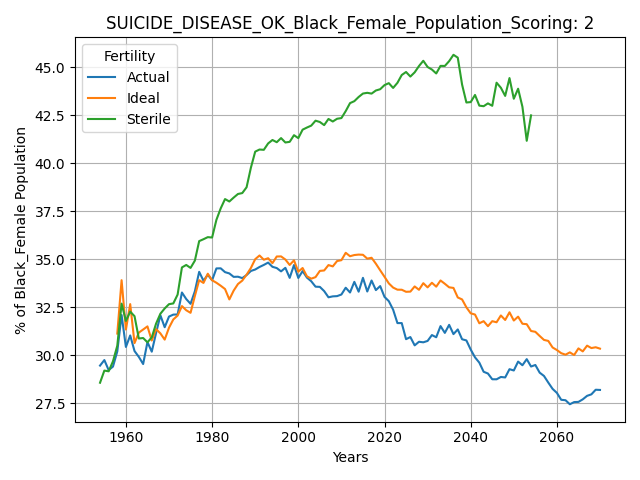 SUICIDE_DISEASE_OK_Black_Female_Population_Scoring: 2
Fertility
Actual
Ideal
Sterile
% of Black_Female Population
45.0
42.5
40.0
37.5
35.0
32.5
30.0
27.5
1960 1980 2000 2020 2040 2060
Years